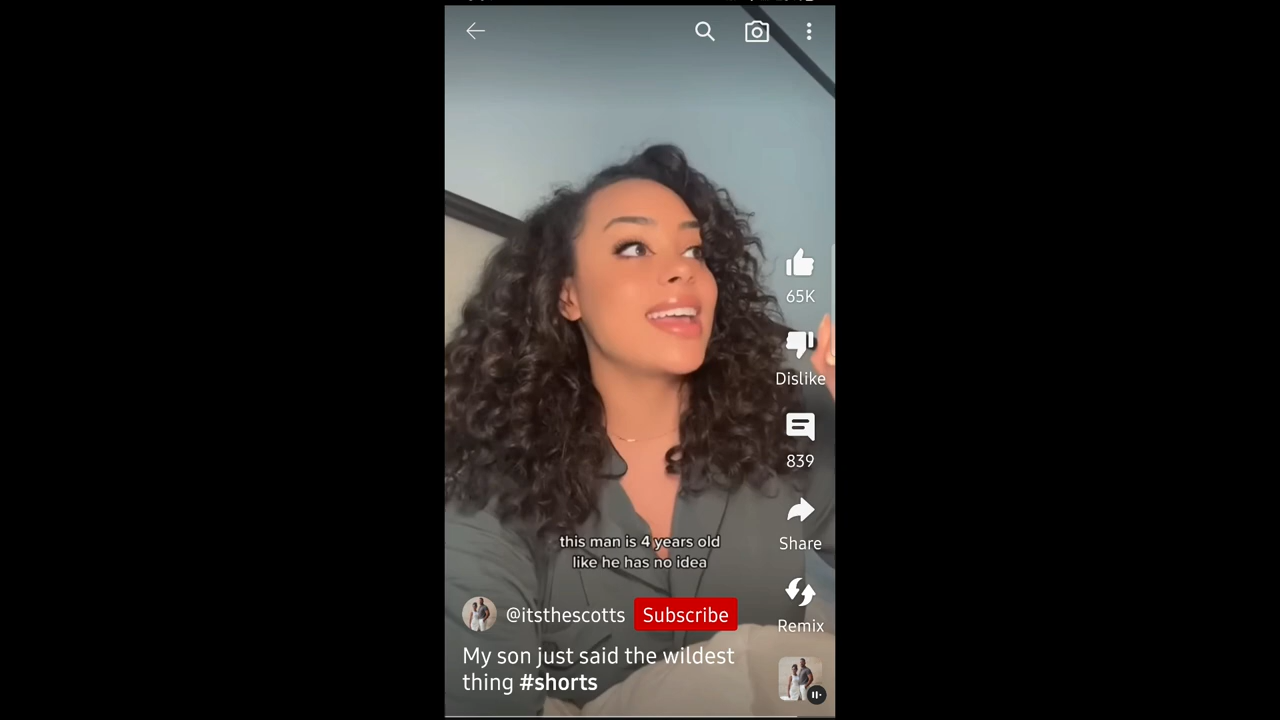 65K
Dislike
839
this man is 4 years old
like he has no idea
Share
@itsthescotts Subscribe
Remix
My son just said the wildest
thing #shorts